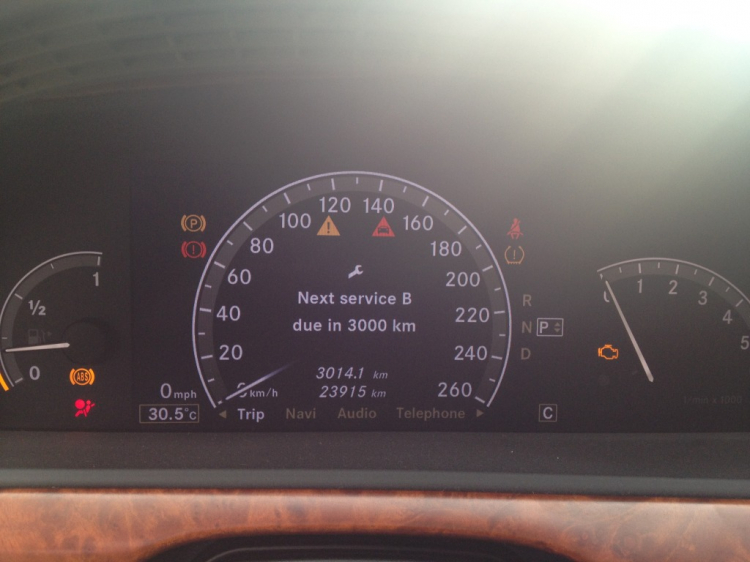 120 140
100 160
80 180
60 200
40 220
20 240
260
1
½
0
ABS
P
Next service B
due in 3000 km
3014.1 km
23915 km
0mph
km/h
30.5°C
Trip Navi Audio Telephone
R
N P
D
C
1
2
3
4
5